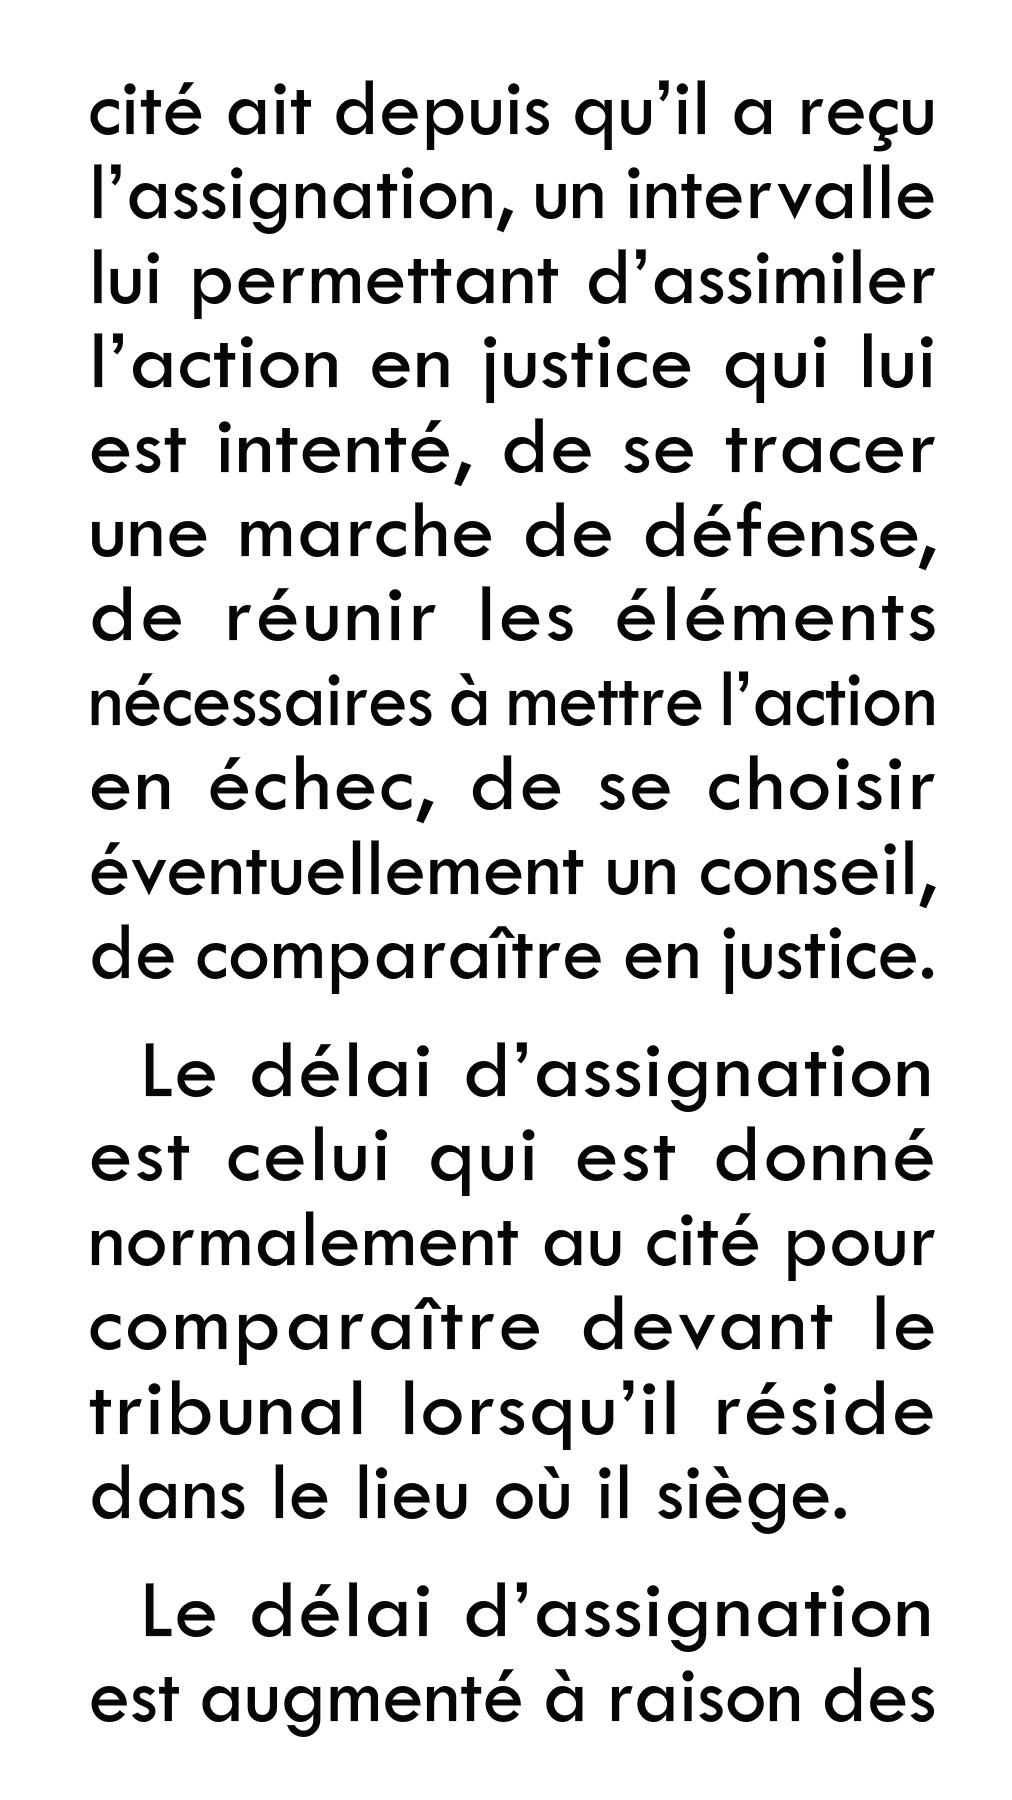 cité ait depuis qu’il a reçu
l’assignation, un intervalle
lui permettant d’assimiler
l’action en justice qui lui
est intenté, de se tracer
une marche de défense,
de réunir les éléments
nécessaires à mettre l’action
en échec, de se choisir
éventuellement un conseil,
de comparaître en justice.
Le délai d’assignation
est celui qui est donné
normalement au cité pour
comparaître devant le
tribunal lorsqu’il réside
dans le lieu où il siège.
Le délai d’assignation
est augmenté à raison des